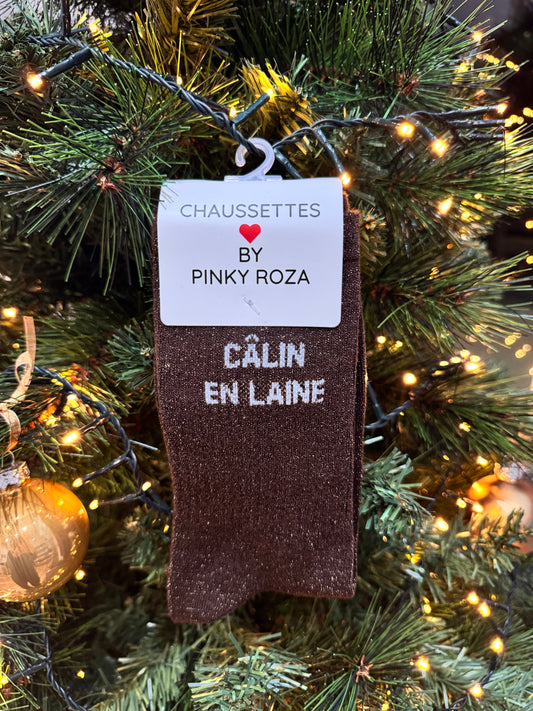 CHAUSSETTES
BY
PINKY ROZA
CÂLIN
EN LAINE